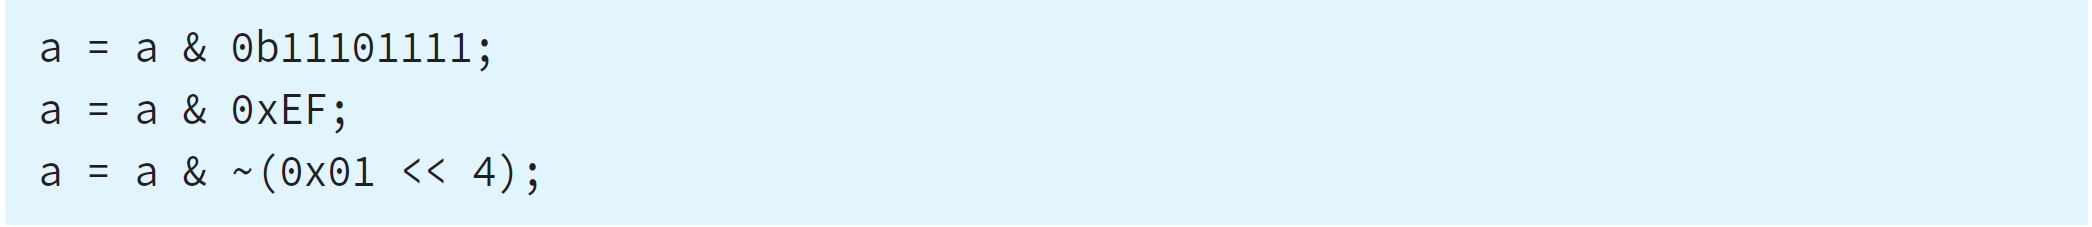 a = a & 0b11101111;
a = a & 0xEF;
a = a & ~(0x01 << 4);